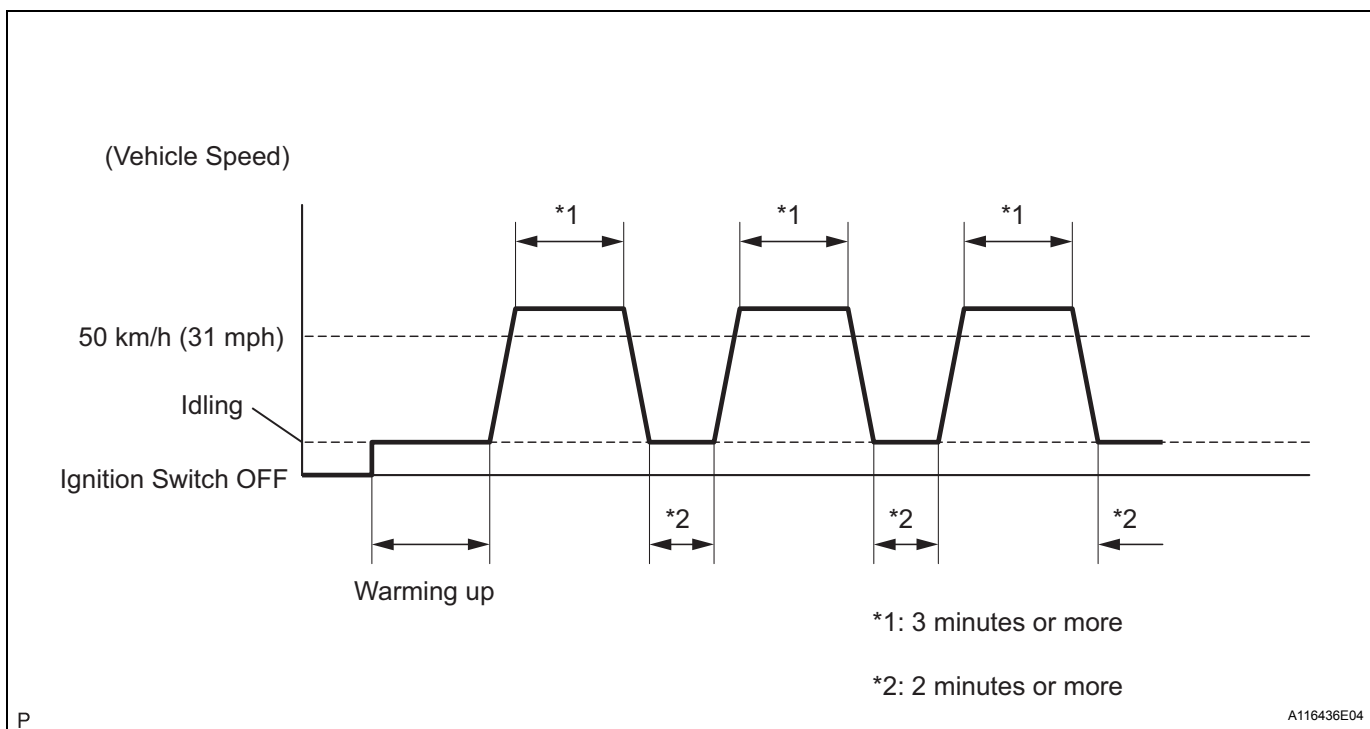 (Vehicle Speed)
*1
*1
*1
50 km/h (31 mph)
Idling
Ignition Switch OFF
*2
*2
*2
Warming up
*1: 3 minutes or more
*2: 2 minutes or more
P
A116436E04